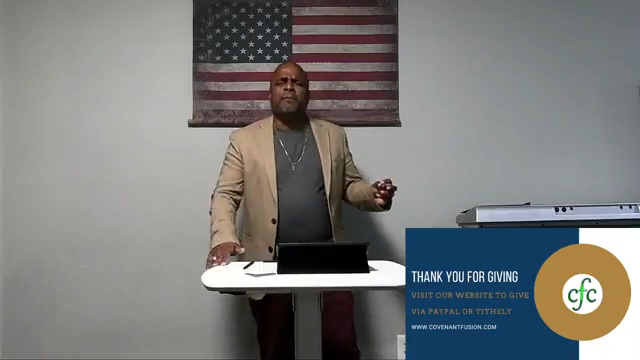 THANK YOU FOR GIVING
VISIT OUR WEBSITE TO GIVE
VIA PAYPAL OR TITHELY
WWW.COVENANTFUSION.COM
cfc